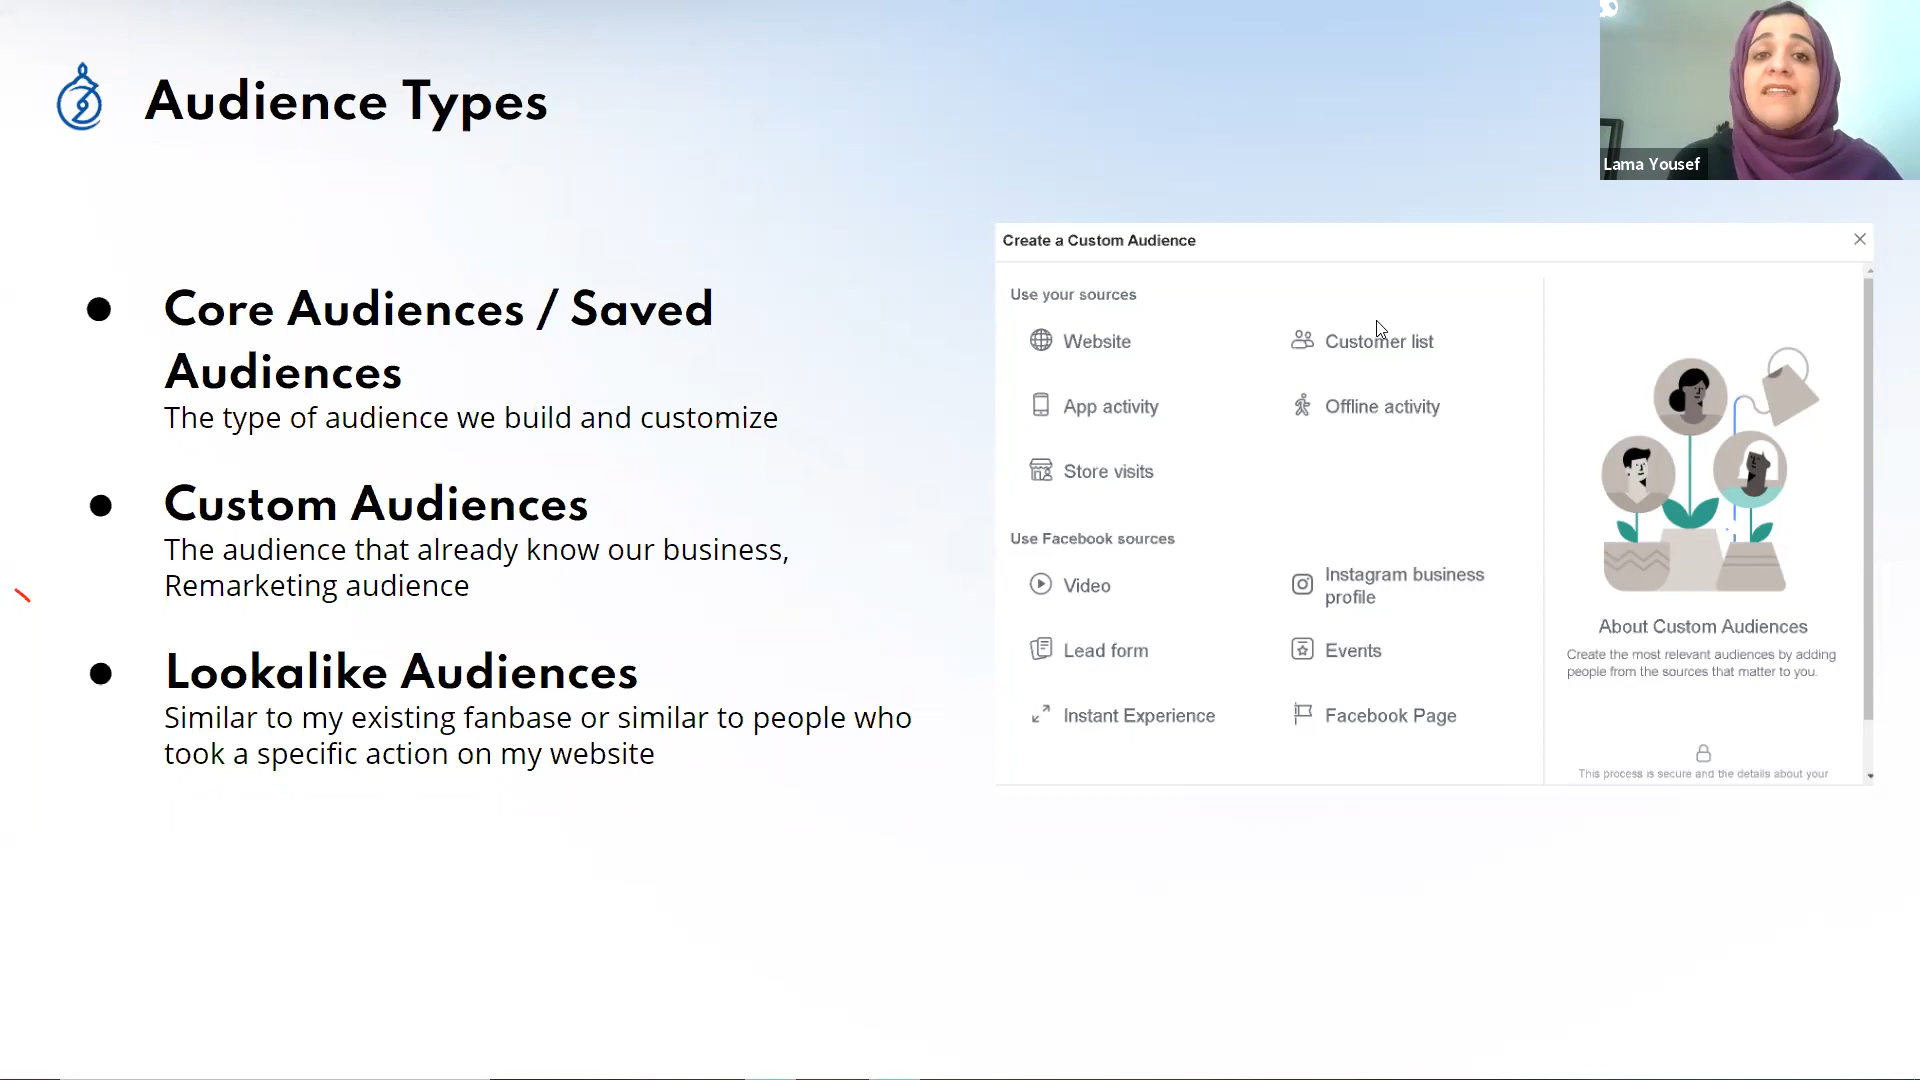 Audience Types
Lama Yousef
Core Audiences / Saved
Audiences
The type of audience we build and customize
Custom Audiences
The audience that already know our business,
Remarketing audience
Lookalike Audiences
Similar to my existing fanbase or similar to people who
took a specific action on my website
Create a Custom Audience
Use your sources
Website
Customer list
App activity
Offline activity
Store visits
Use Facebook sources
Video
Instagram business
profile
Lead form
Events
Instant Experience
Facebook Page
About Custom Audiences
Create the most relevant audiences by adding
people from the sources that matter to you.
This process is secure and the details about your